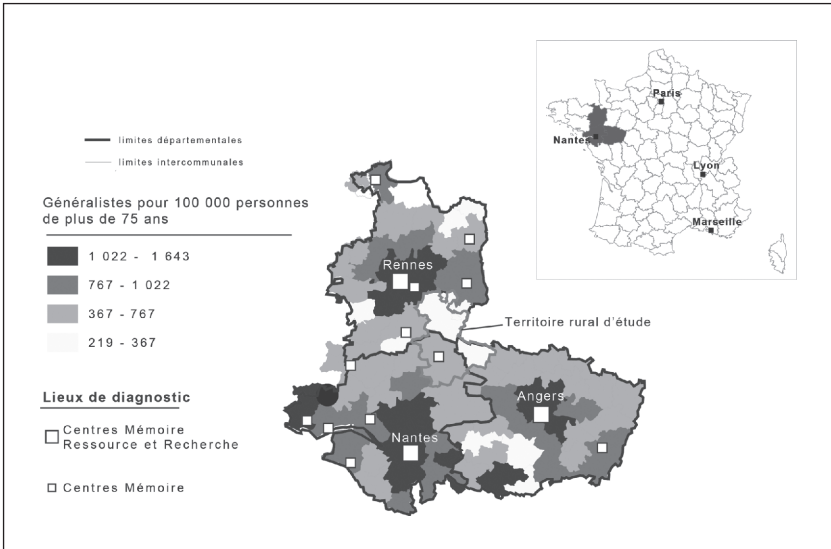 limites départementales
limites intercommunales
Généralistes pour 100 000 personnes
de plus de 75 ans
1 022 - 1 643
767 - 1 022
367 - 767
219 - 367
Lieux de diagnostic
Centres Mémoire
Ressource et Recherche
Centres Mémoire
Rennes
Territoire rural d'étude
Angers
Nantes
Paris
Nantes
Lyon
Marseille